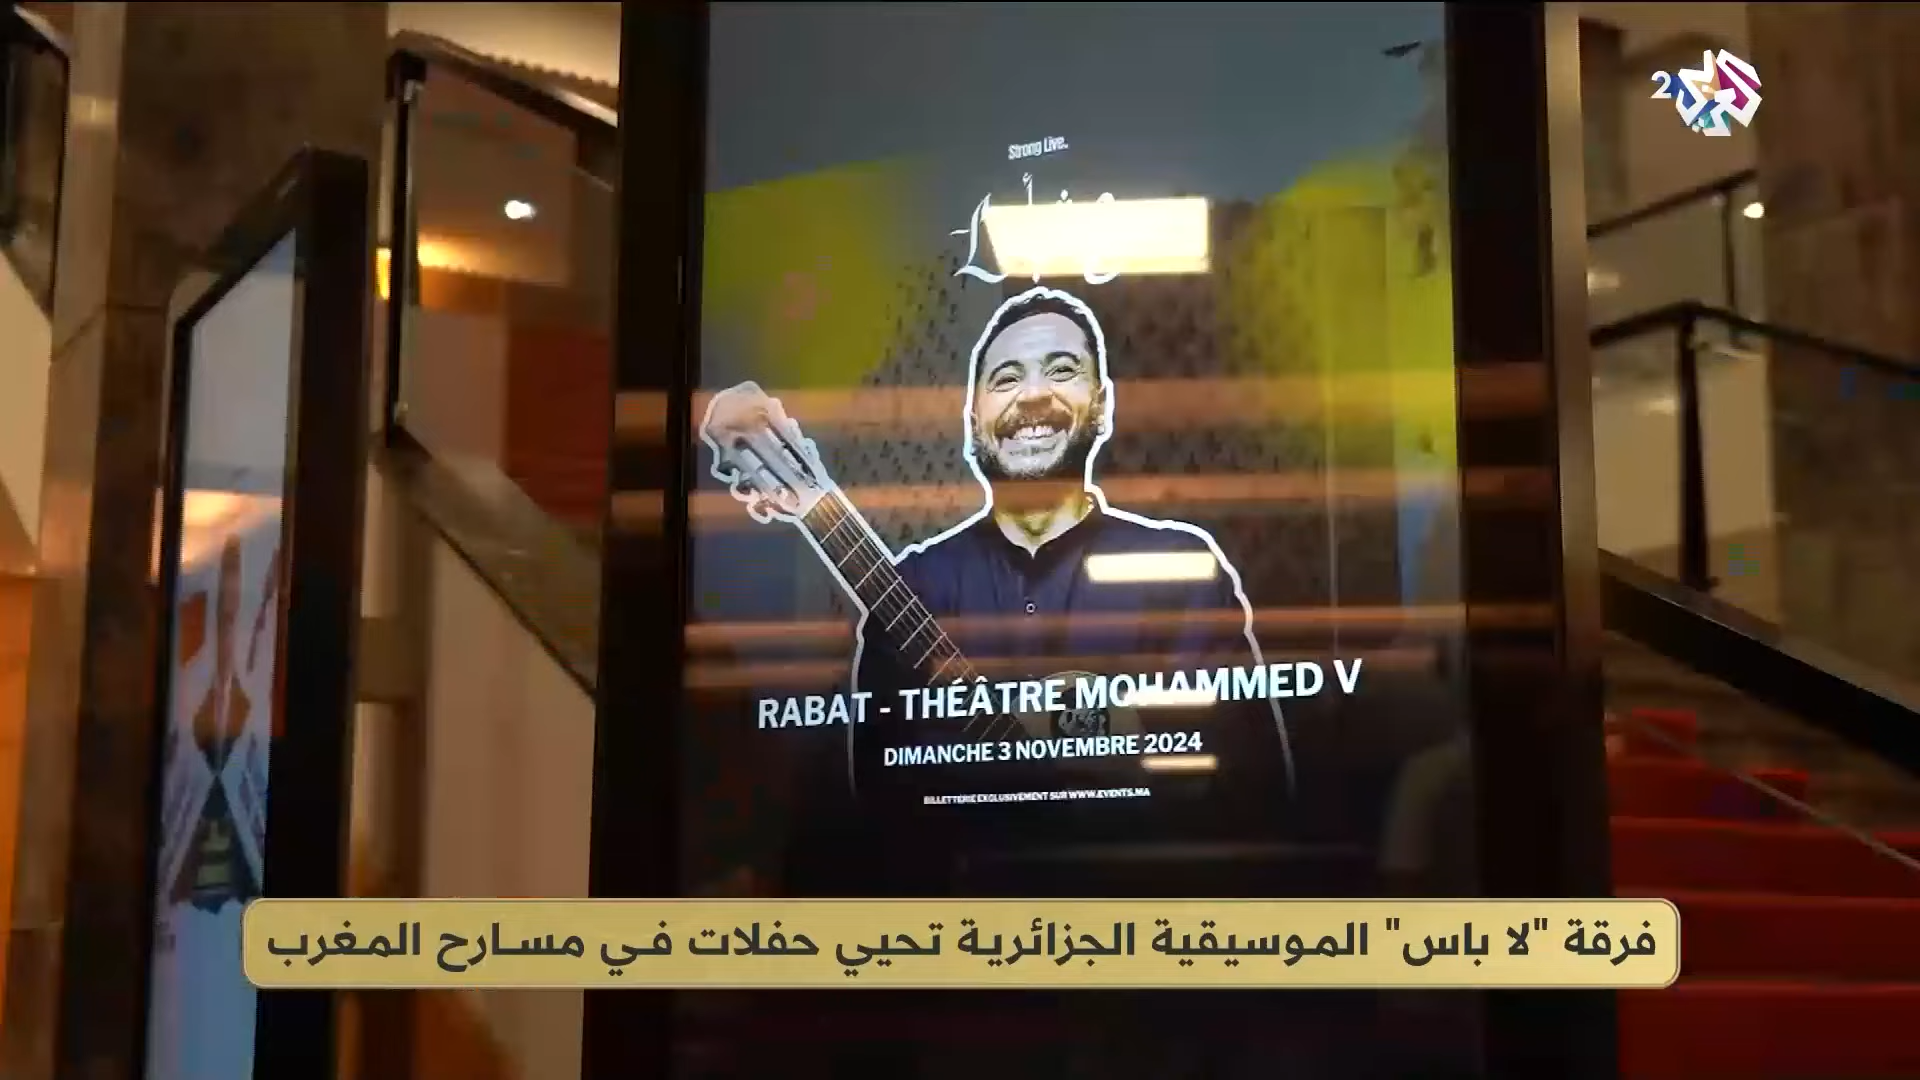 2
Strong Live.
RABAT - THÉÂTRE MOHAMMED V
DIMANCHE 3 NOVEMBRE 2024
BILLETTERIE EXCLUSIVEMENT SUR WWW.EVENTS.MA
فرقة "لا باس" الموسيقية الجزائرية تحيي حفلات في مسارح المغرب